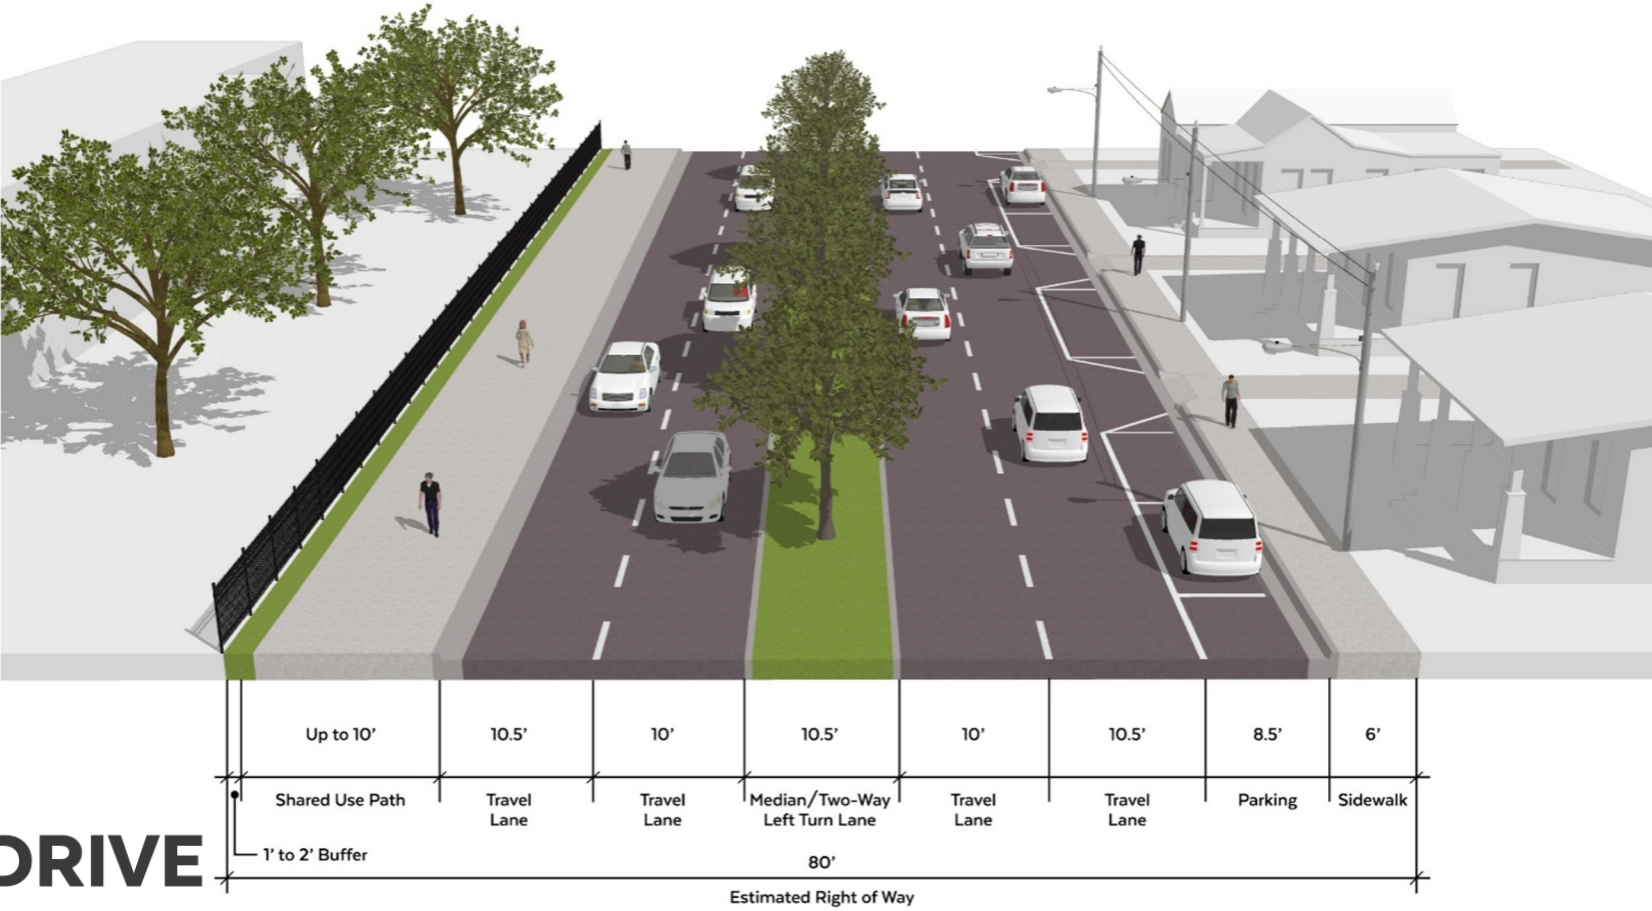 Up to 10’
10.5’
10’
10.5’
10’
10.5’
8.5’
6’
Shared Use Path
Travel
Lane
Travel
Lane
Median/Two-Way
Left Turn Lane
Travel
Lane
Travel
Lane
Parking
Sidewalk
1’ to 2’ Buffer
80’
Estimated Right of Way
DRIVE